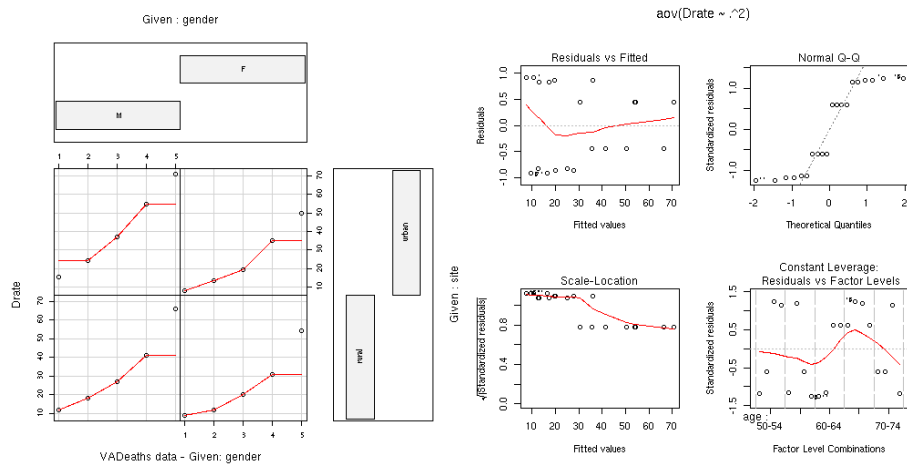 Given : gender
F
M
1 2 3 4 5
70
60
50
40
30
20
10
Drate
70
60
50
40
30
20
10
urban
rural
Given : site
1 2 3 4 5
VADeaths data - Given: gender
aov(Drate ~ .^2)
Residuals vs Fitted
Residuals
1.0
0.5
0.0
-0.5
-1.0
10 20 30 40 50 60 70
Fitted values
Normal Q-Q
Standardized residuals
1.0
0.0
-1.0
-2 -1 0 1 2
Theoretical Quantiles
Scale-Location
√|Standardized residuals|
0.8
0.4
0
10 20 30 40 50 60 70
Fitted values
Constant Leverage:
Residuals vs Factor Levels
Standardized residuals
1.5
0.5
-0.5
-1.5
age :
50-54 60-64 70-74
Factor Level Combinations